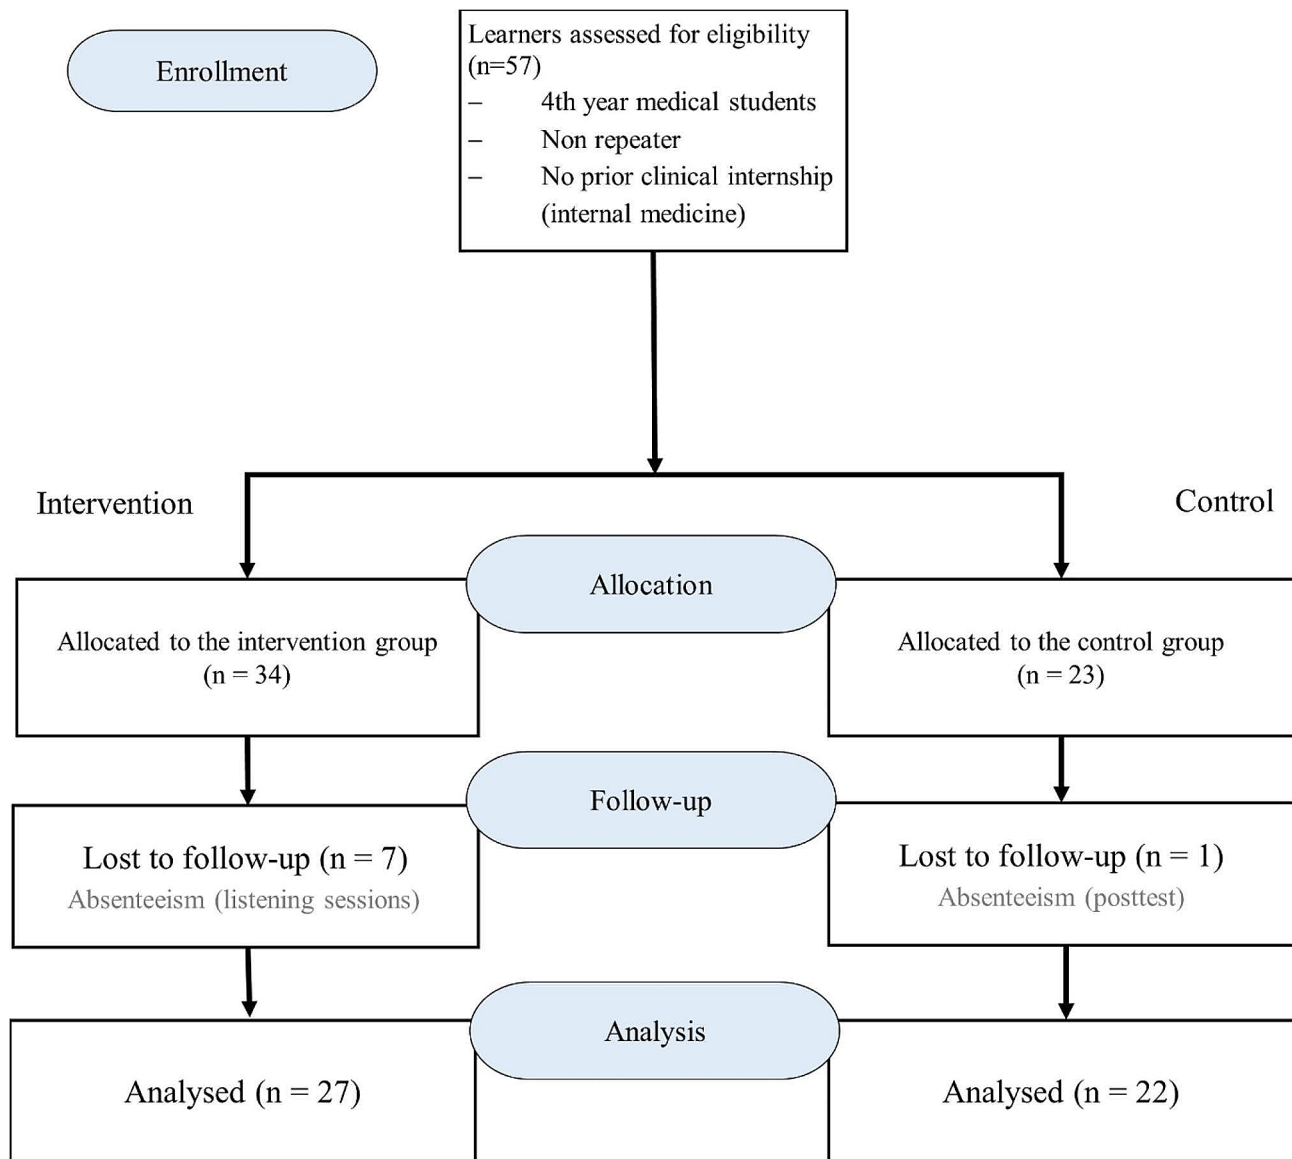 Enrollment
Learners assessed for eligibility
(n=57)
– 4th year medical students
– Non repeater
– No prior clinical internship
(internal medicine)
Intervention
Control
Allocation
Allocated to the intervention group
(n = 34)
Allocated to the control group
(n = 23)
Follow-up
Lost to follow-up (n = 7)
Absenteeism (listening sessions)
Lost to follow-up (n = 1)
Absenteeism (posttest)
Analysis
Analysed (n = 27)
Analysed (n = 22)